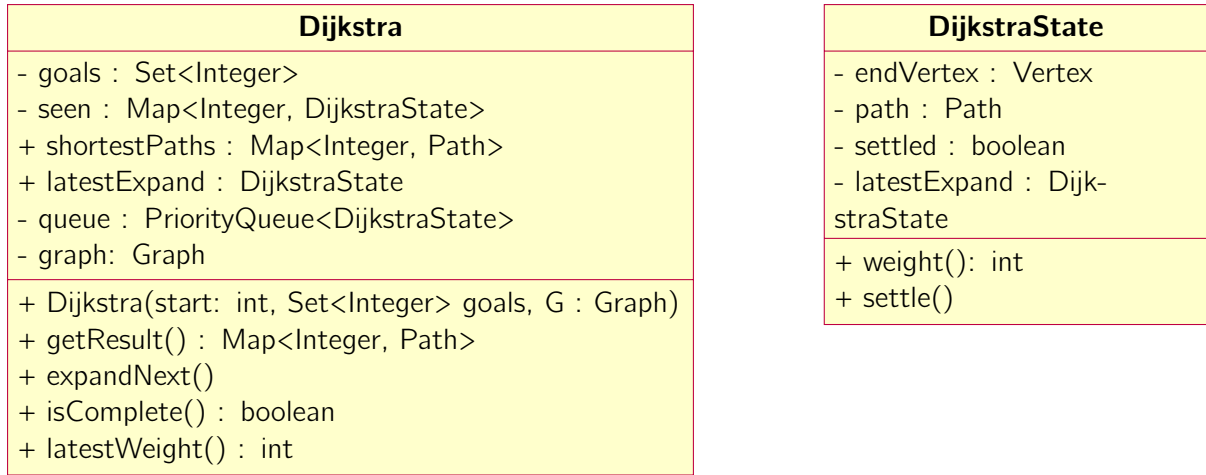 Dijkstra
- goals : Set<Integer>
- seen : Map<Integer, DijkstraState>
+ shortestPaths : Map<Integer, Path>
+ latestExpand : DijkstraState
- queue : PriorityQueue<DijkstraState>
- graph: Graph
+ Dijkstra(start: int, Set<Integer> goals, G : Graph)
+ getResult() : Map<Integer, Path>
+ expandNext()
+ isComplete() : boolean
+ latestWeight() : int
DijkstraState
- endVertex : Vertex
- path : Path
- settled : boolean
- latestExpand : Dijk-
straState
+ weight(): int
+ settle()